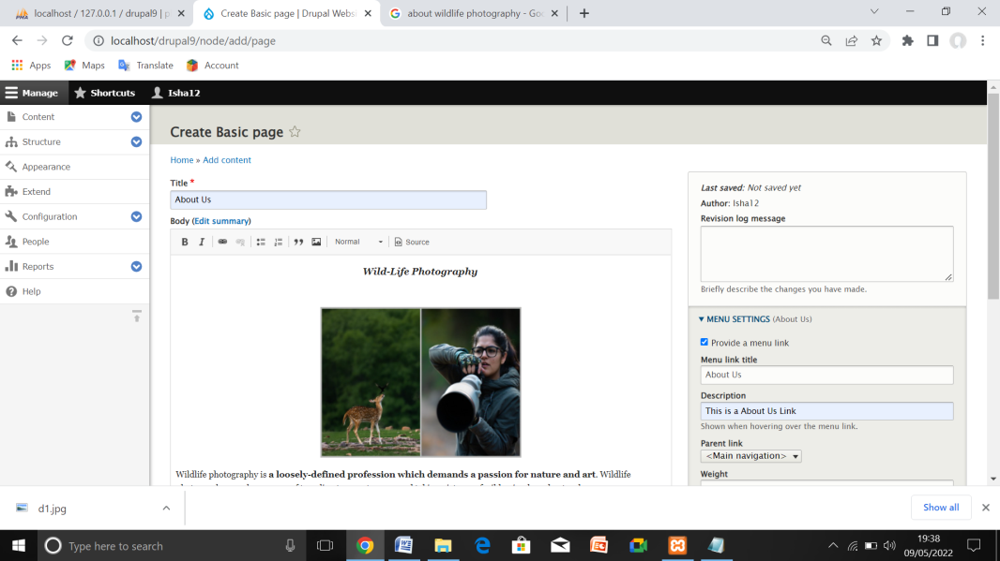 localhost / 127.0.0.1 / drupal9 | p
Create Basic page | Drupal Webs
about wildlife photography - Goo
localhost/drupal9/node/add/page
Apps
Maps
Translate
Account
Manage
Shortcuts
Isha12
Content
Structure
Appearance
Extend
Configuration
People
Reports
Help
Create Basic page
Home » Add content
Title *
About Us
Body (Edit summary)
B I Normal Source
Wild-Life Photography
Wildlife photography is a loosely-defined profession which demands a passion for nature and art. Wildlife
Last saved: Not saved yet
Author: Isha12
Revision log message
Briefly describe the changes you have made.
MENU SETTINGS (About Us)
Provide a menu link
Menu link title
About Us
Description
This is a About Us Link
Shown when hovering over the menu link.
Parent link
<Main navigation>
Weight
d1.jpg
Show all
Type here to search
19:38
09/05/2022